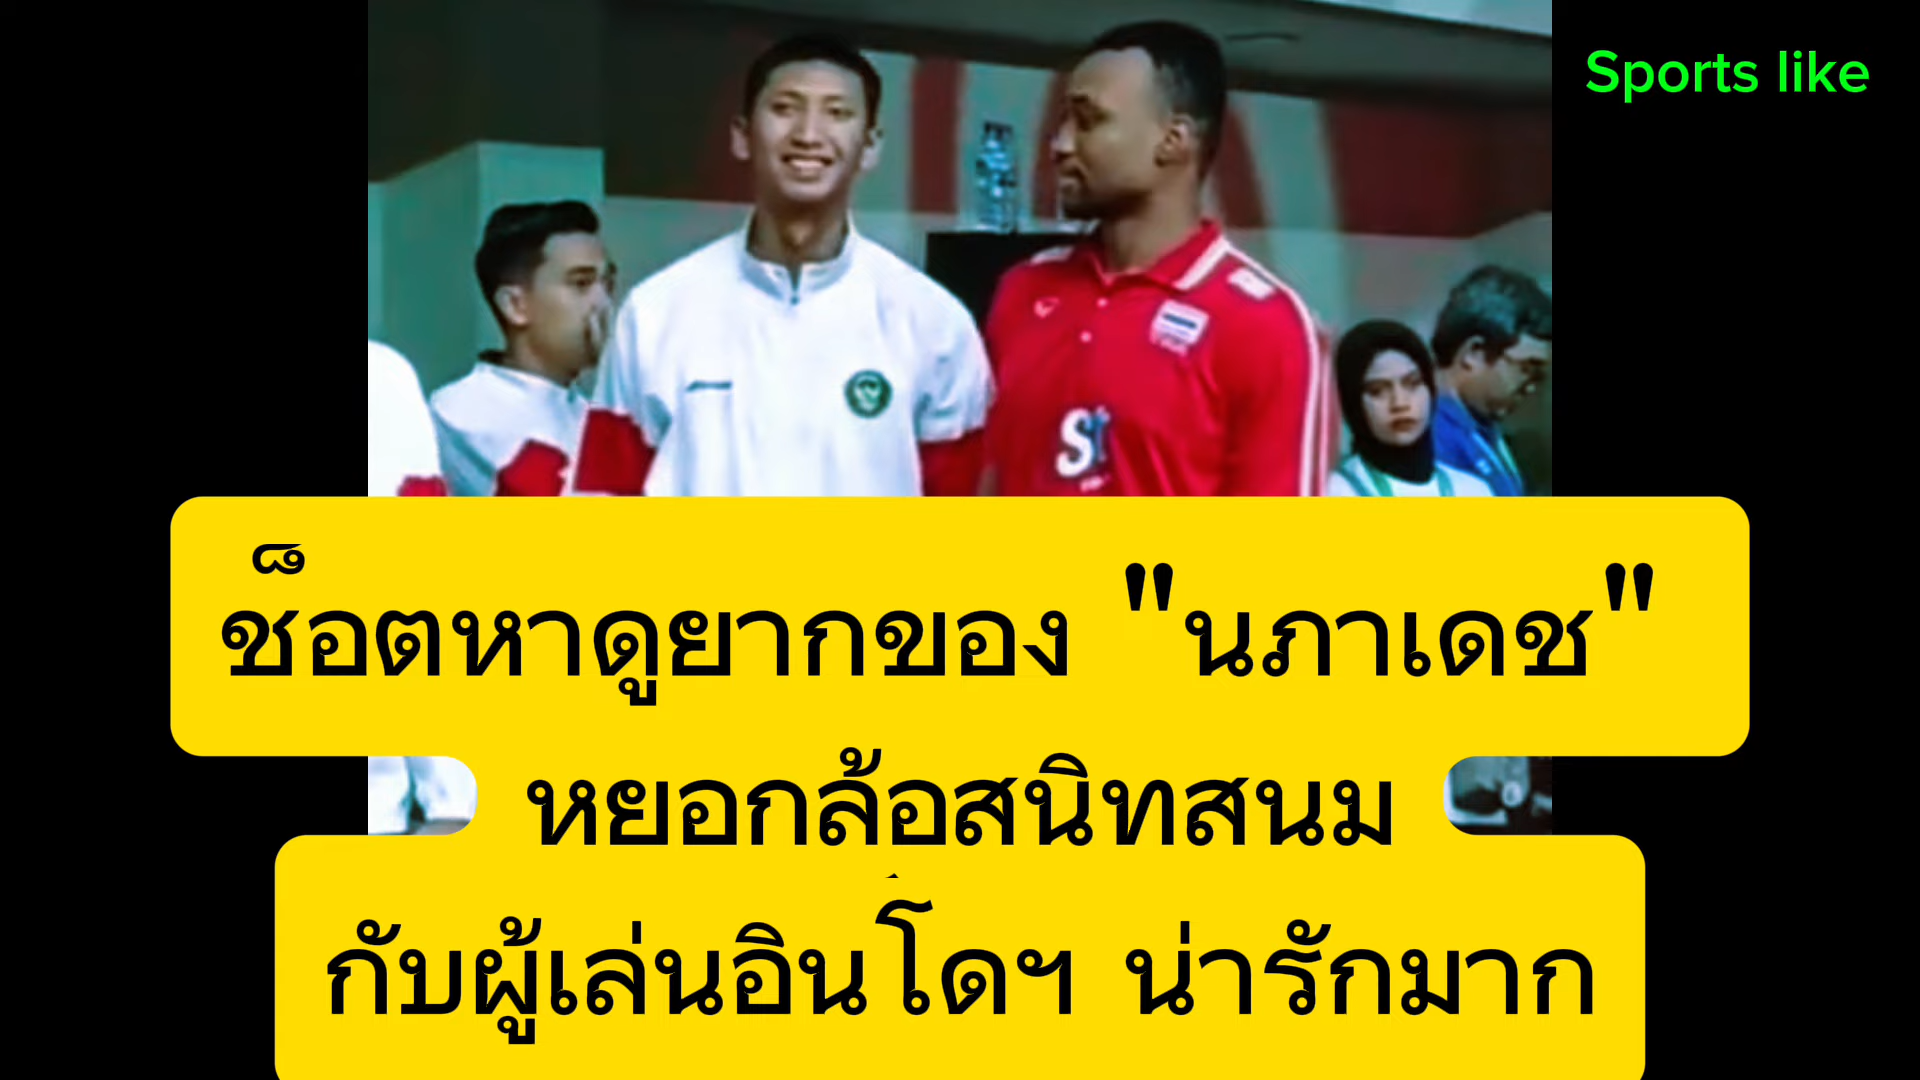 Sports like
ช็อตหาดูยากของ "นภาเดช"
หยอกล้อสนิทสนม
กับผู้เล่นอินโดฯ น่ารักมาก